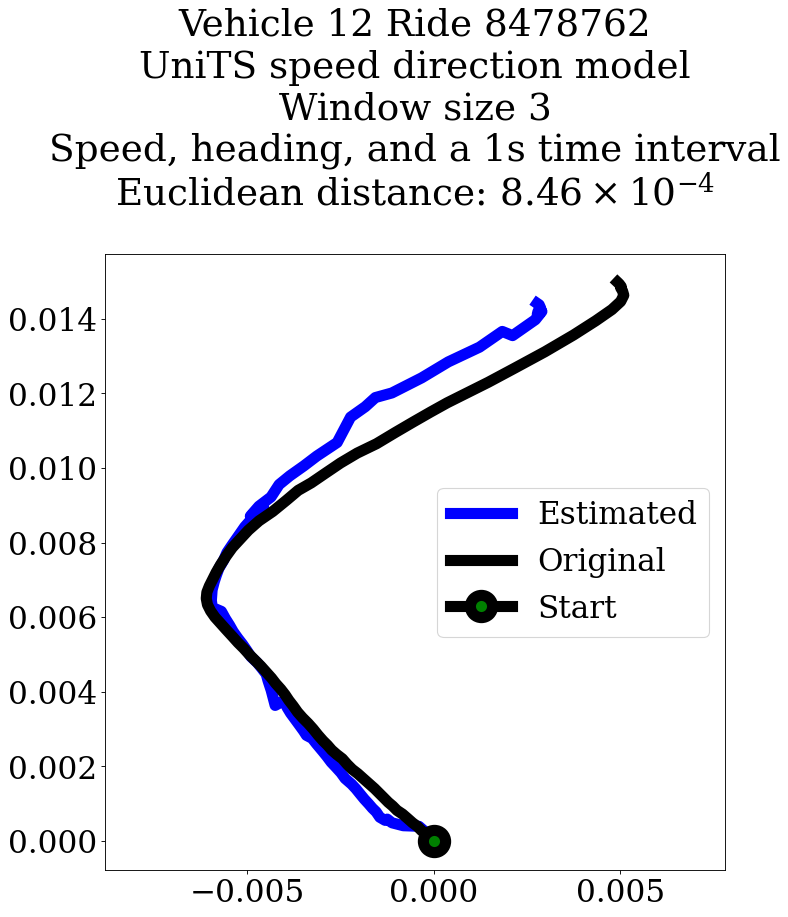 Vehicle 12 Ride 8478762
UniTS speed direction model
Window size 3
Speed, heading, and a 1s time interval
Euclidean distance: 8.46 × 10⁻⁴
0.014
0.012
0.010
0.008
0.006
0.004
0.002
0.000
Estimated
Original
Start
−0.005
0.000
0.005